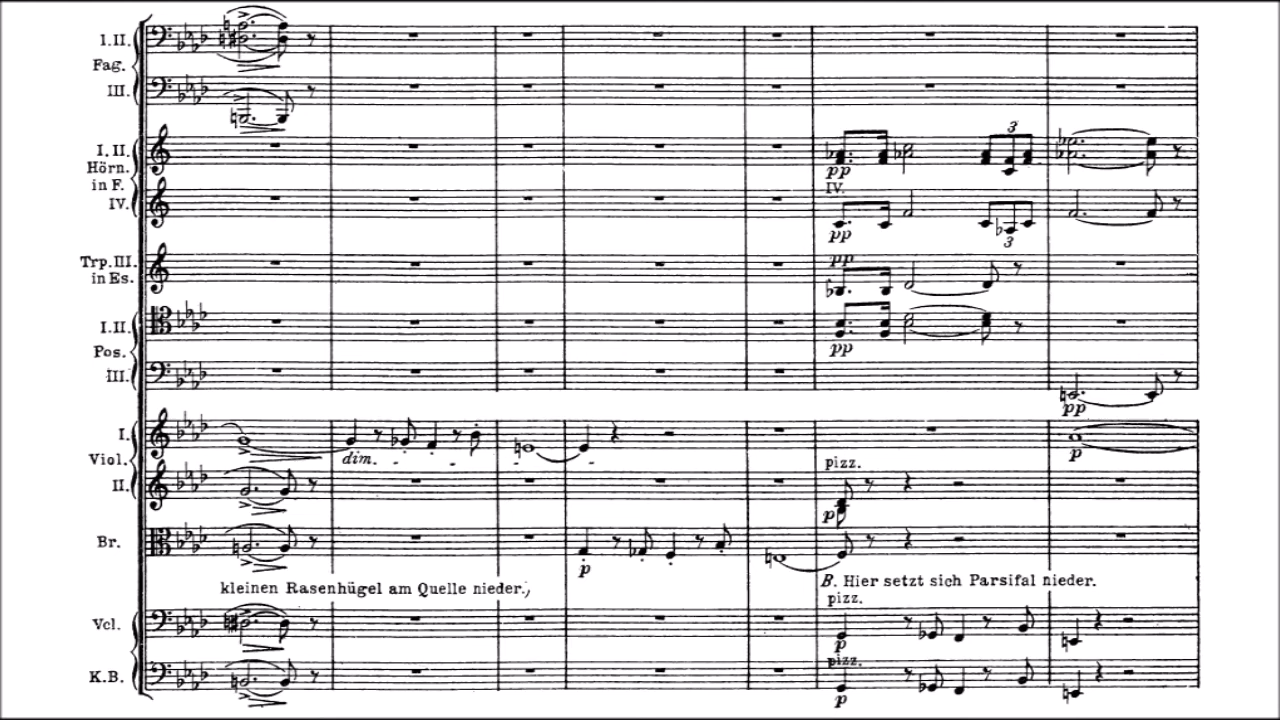 I.II.
Fag.
III.
I. II.
Hörn.
in F.
IV.
3
pp
IV.
pp
3
Trp. III.
in Es.
pp
I.II.
Pos.
pp
III.
pp
I.
Viol.
dim. - - - -
p
II.
pizz.
p
Br.
p
kleinen Rasenhügel am Quelle nieder.,
B. Hier setzt sich Parsifal nieder.
pizz.
Vcl.
p
pizz.
K.B.
p